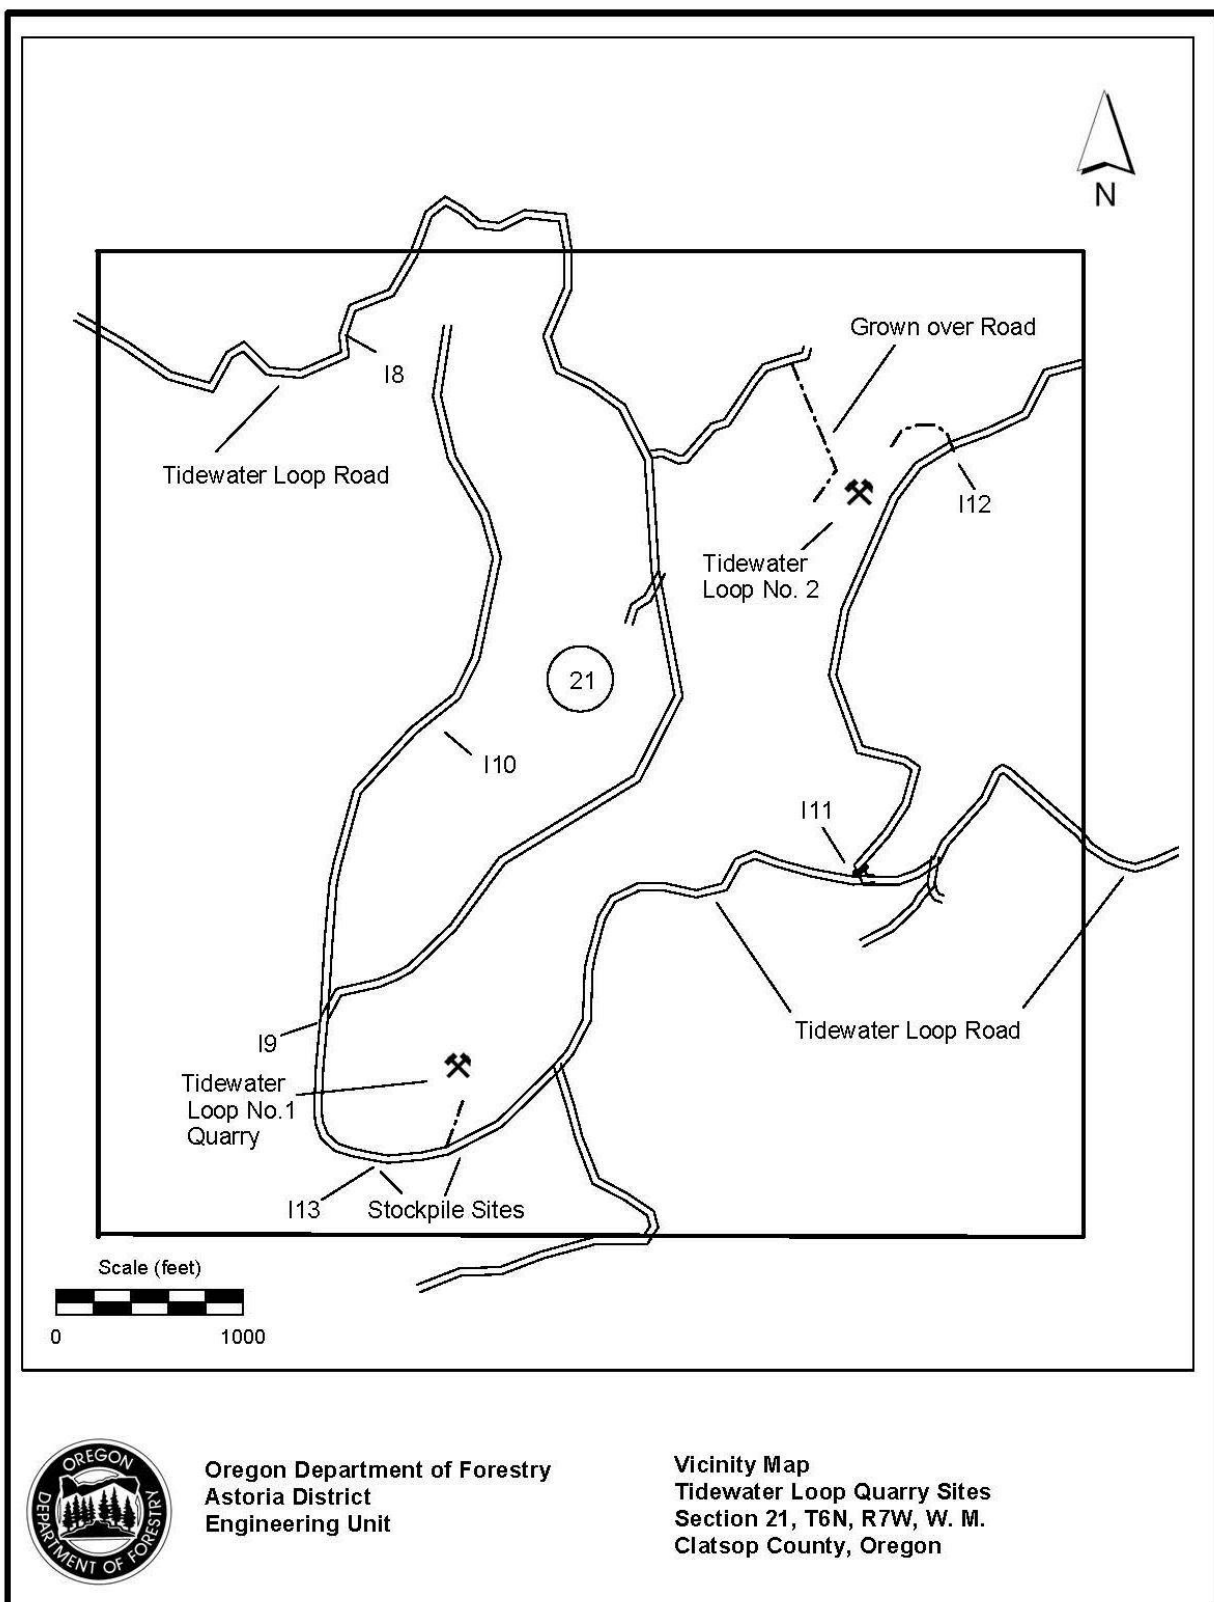 N
Grown over Road
I8
Tidewater Loop Road
I12
Tidewater
Loop No. 2
21
I10
I11
Tidewater Loop Road
I9
Tidewater
Loop No.1
Quarry
I13
Stockpile Sites
Scale (feet)
0 1000
OREGON
DEPARTMENT OF FORESTRY
Oregon Department of Forestry
Astoria District
Engineering Unit
Vicinity Map
Tidewater Loop Quarry Sites
Section 21, T6N, R7W, W. M.
Clatsop County, Oregon